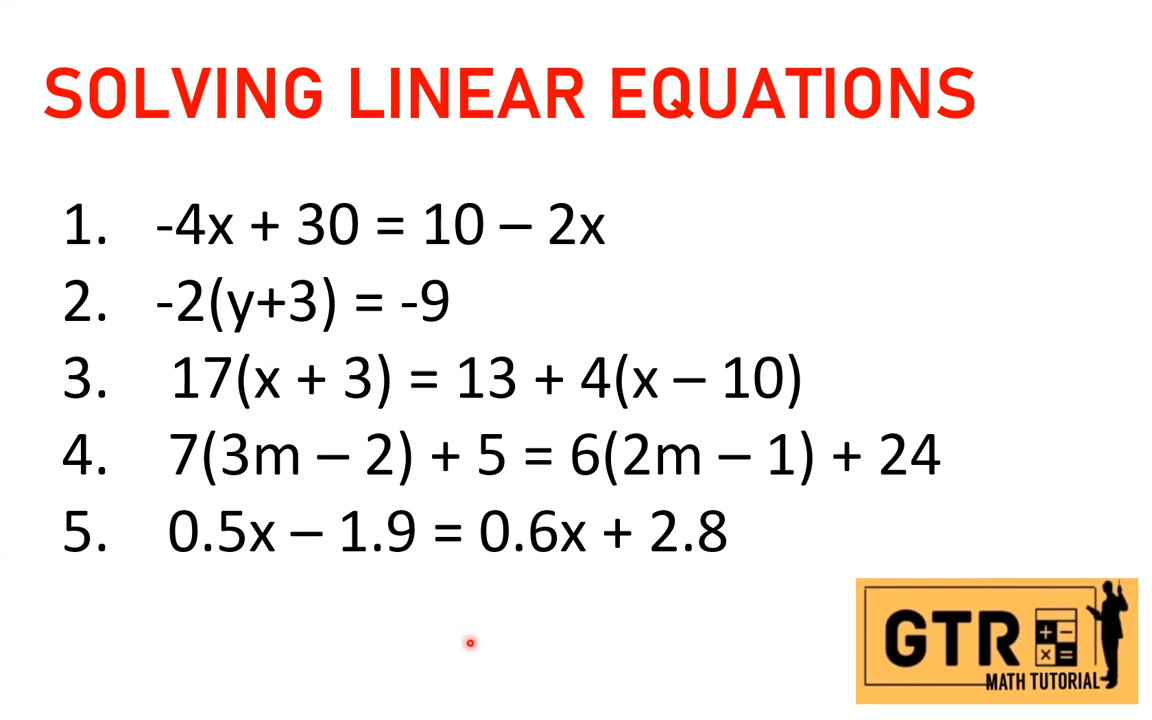 SOLVING LINEAR EQUATIONS
1. -4x + 30 = 10 – 2x
2. -2(y+3) = -9
3. 17(x + 3) = 13 + 4(x – 10)
4. 7(3m – 2) + 5 = 6(2m – 1) + 24
5. 0.5x – 1.9 = 0.6x + 2.8
GTR
+ –
× =
MATH TUTORIAL